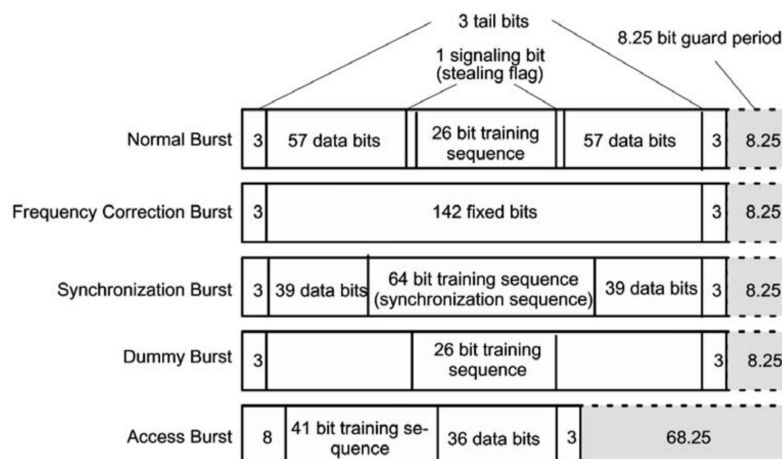 3 tail bits
8.25 bit guard period
1 signaling bit
(stealing flag)
Normal Burst
3
57 data bits
26 bit training
sequence
57 data bits
3
8.25
Frequency Correction Burst
3
142 fixed bits
3
8.25
Synchronization Burst
3
39 data bits
64 bit training sequence
(synchronization sequence)
39 data bits
3
8.25
Dummy Burst
3
26 bit training
sequence
3
8.25
Access Burst
8
41 bit training se-
quence
36 data bits
3
68.25